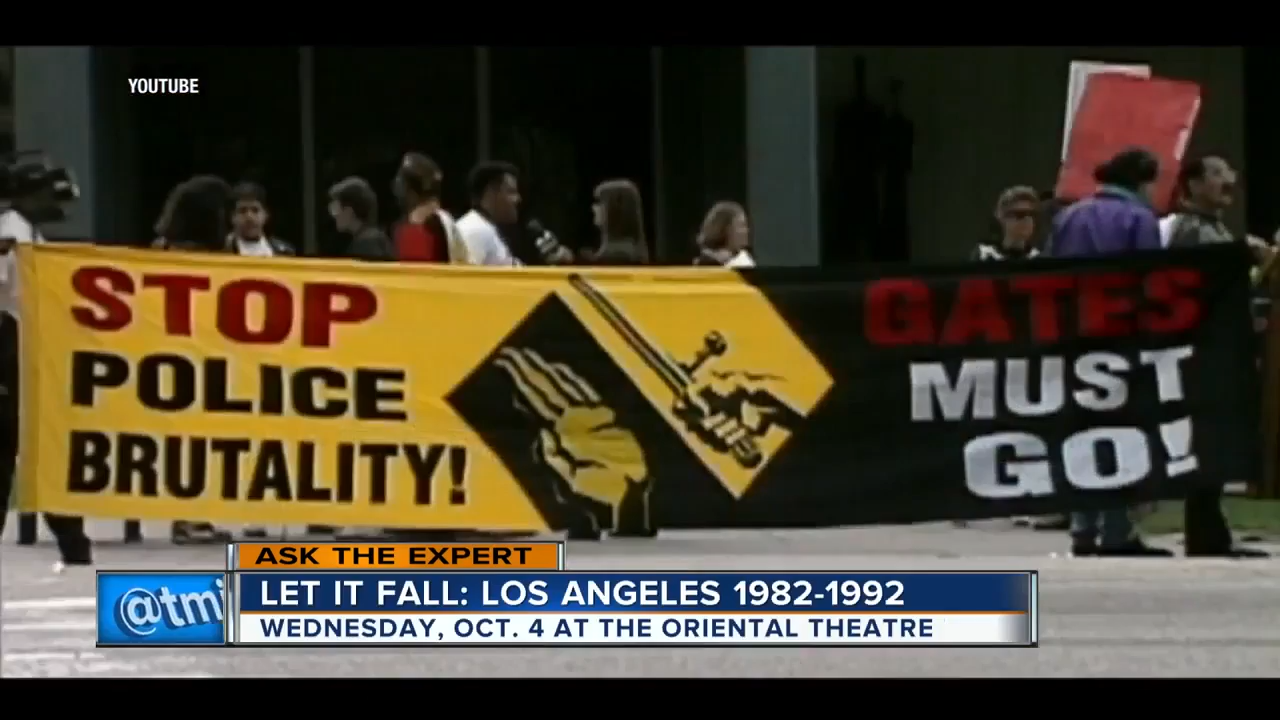 YOUTUBE
STOP
POLICE
BRUTALITY!
GATES
MUST
GO!
ASK THE EXPERT
@tmj
LET IT FALL: LOS ANGELES 1982-1992
WEDNESDAY, OCT. 4 AT THE ORIENTAL THEATRE